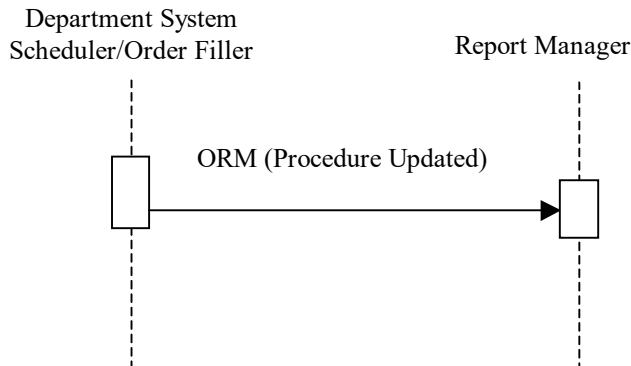 Department System
Scheduler/Order Filler
Report Manager
ORM (Procedure Updated)